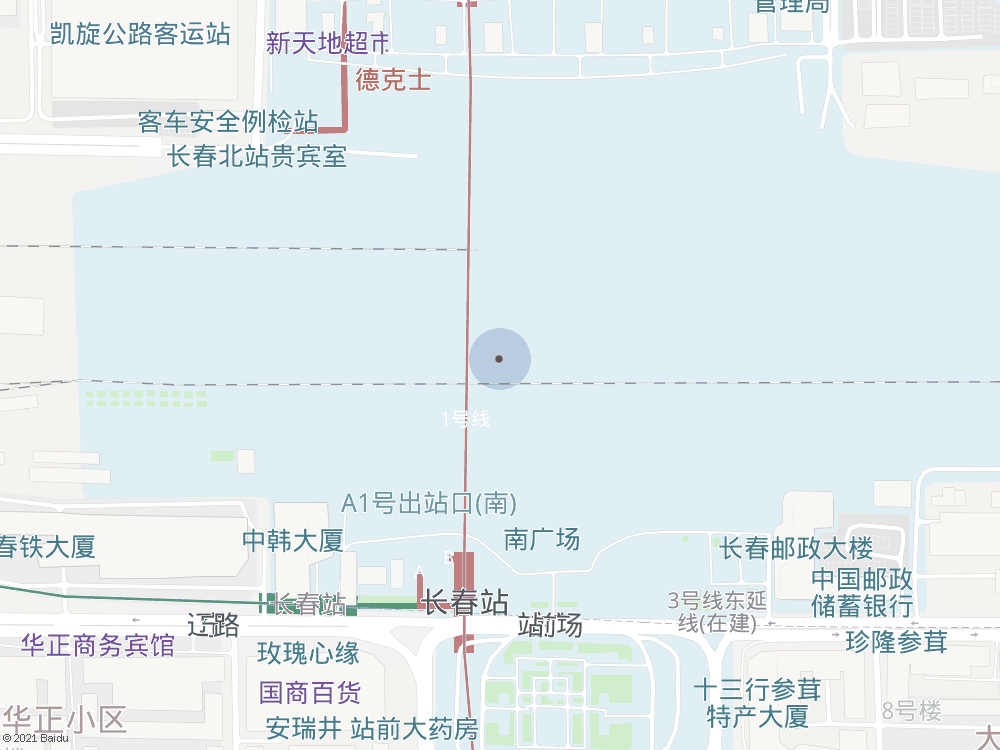 管理局
凯旋公路客运站
新天地超市
德克士
客车安全例检站
长春北站贵宾室
1号线
A1号出站口(南)
春铁大厦
中韩大厦
南广场
长春邮政大楼
中国邮政
储蓄银行
长春站
长春站
3号线东延
线(在建)
辽
路
站前
广场
华正商务宾馆
玫瑰心缘
珍隆参茸
国商百货
十三行参茸
特产大厦
8号楼
华正小区
安瑞井
站前大药房
大
© 2021 Baidu